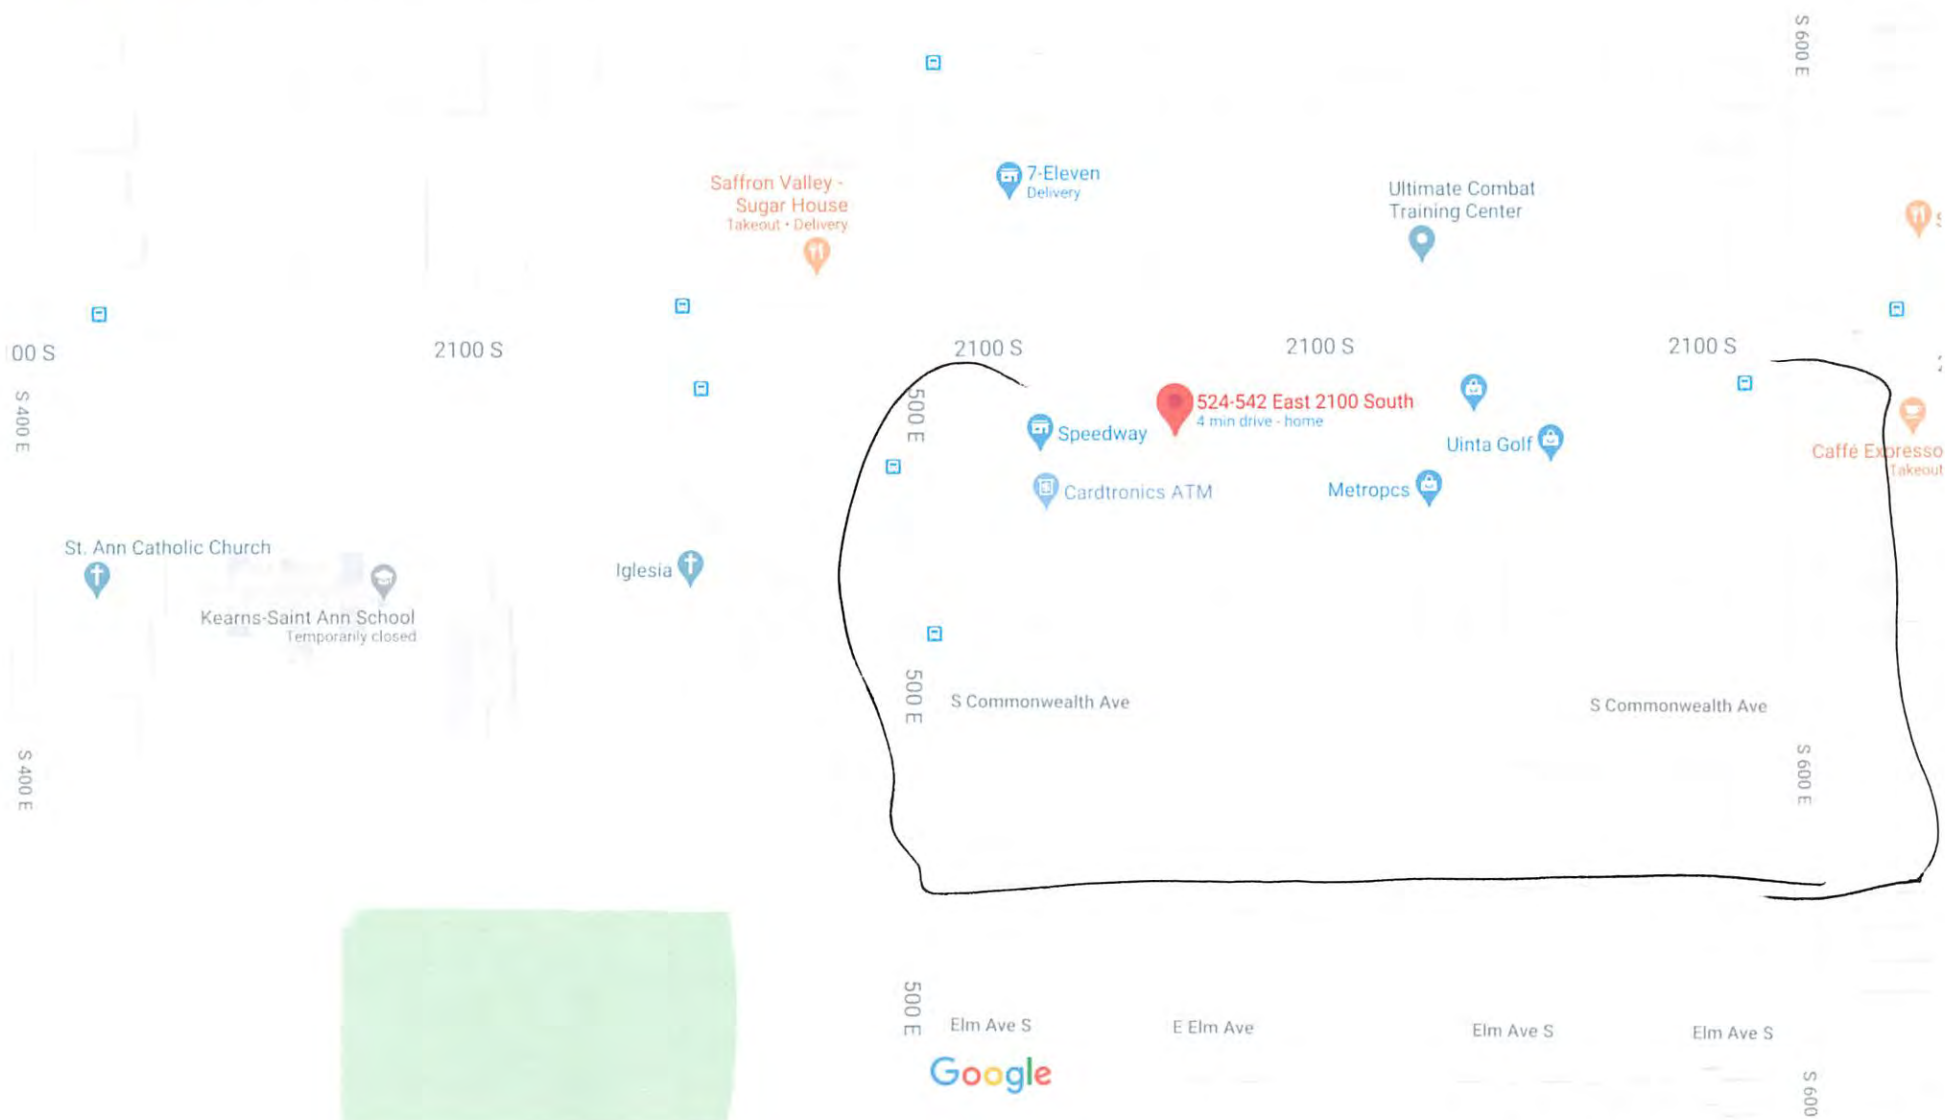 S 600 E
7-Eleven
Delivery
Saffron Valley -
Sugar House
Takeout • Delivery
Ultimate Combat
Training Center
00 S
2100 S
2100 S
2100 S
2100 S
S 400 E
500 E
524-542 East 2100 South
4 min drive - home
Speedway
Uinta Golf
Caffé Expresso
Takeout
Cardtronics ATM
Metropcs
St. Ann Catholic Church
Iglesia
Kearns-Saint Ann School
Temporarily closed
500 E
S Commonwealth Ave
S Commonwealth Ave
S 400 E
S 600 E
500 E
Elm Ave S
E Elm Ave
Elm Ave S
Elm Ave S
Google
S 600